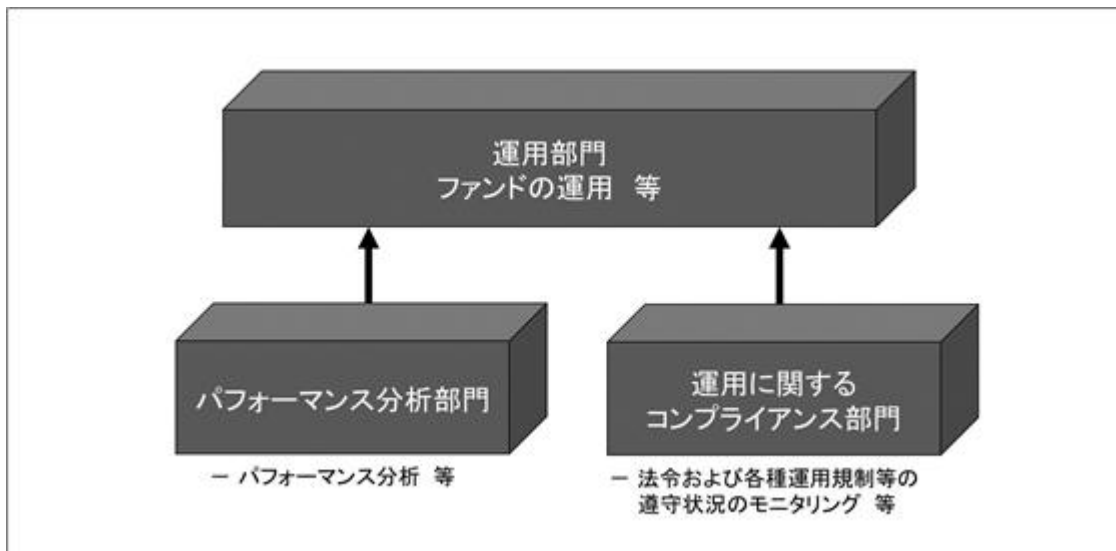 運用部門
ファンドの運用 等
パフォーマンス分析部門
－ パフォーマンス分析 等
運用に関する
コンプライアンス部門
－ 法令および各種運用規制等の
遵守状況のモニタリング 等